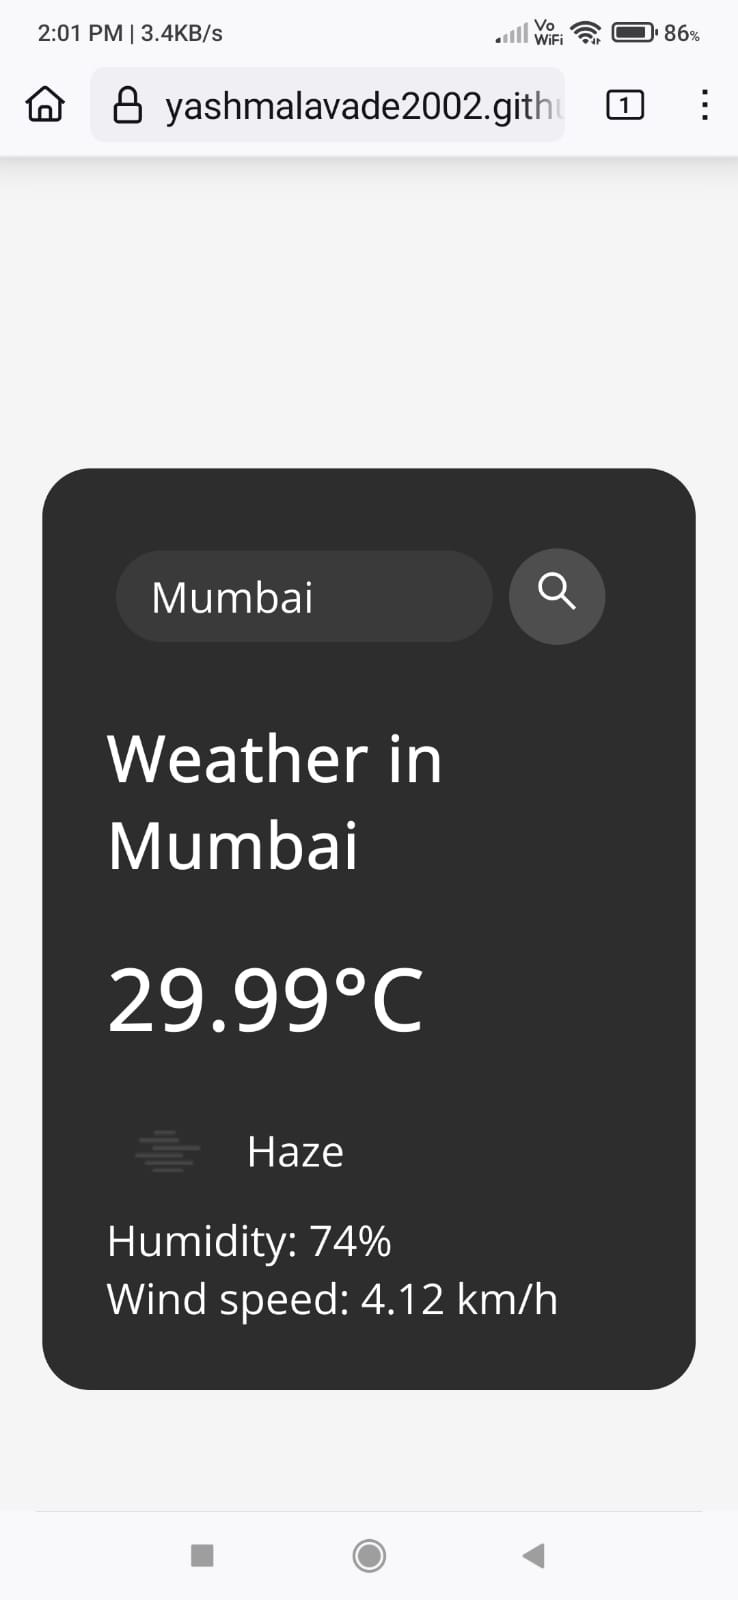 2:01 PM | 3.4KB/s
Vo
WiFi
86%
yashmalavade2002.gith
1
Mumbai
Weather in
Mumbai
29.99°C
Haze
Humidity: 74%
Wind speed: 4.12 km/h